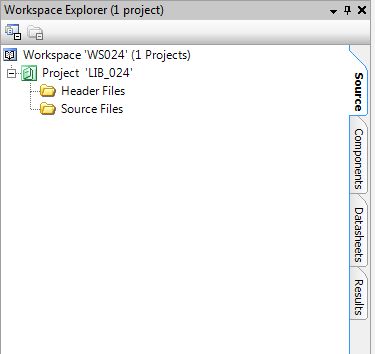 Workspace Explorer (1 project)
Workspace 'WS024' (1 Projects)
Project 'LIB_024'
Header Files
Source Files
Source
Components
Datasheets
Results